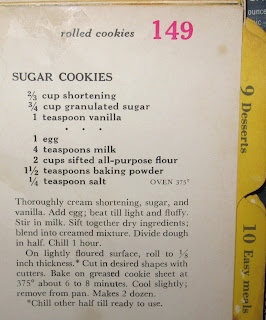 rolled cookies 149
SUGAR COOKIES
⅔ cup shortening
¾ cup granulated sugar
1 teaspoon vanilla
• • •
1 egg
4 teaspoons milk
2 cups sifted all-purpose flour
1½ teaspoons baking powder
¼ teaspoon salt OVEN 375°
Thoroughly cream shortening, sugar, and
vanilla. Add egg; beat till light and fluffy.
Stir in milk. Sift together dry ingredients;
blend into creamed mixture. Divide dough
in half. Chill 1 hour.
On lightly floured surface, roll to ⅛
inch thickness.* Cut in desired shapes with
cutters. Bake on greased cookie sheet at
375° about 6 to 8 minutes. Cool slightly;
remove from pan. Makes 2 dozen.
*Chill other half till ready to use.
9 Desserts
10 Easy meals
ounce